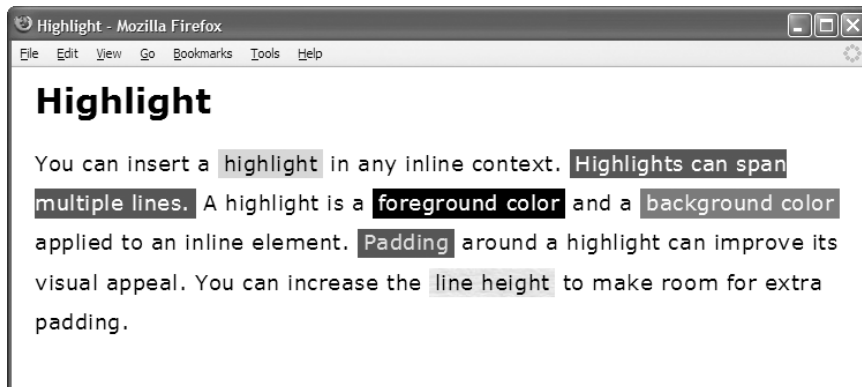 Highlight - Mozilla Firefox
File Edit View Go Bookmarks Tools Help
Highlight
You can insert a highlight in any inline context. Highlights can span
multiple lines. A highlight is a foreground color and a background color
applied to an inline element. Padding around a highlight can improve its
visual appeal. You can increase the line height to make room for extra
padding.